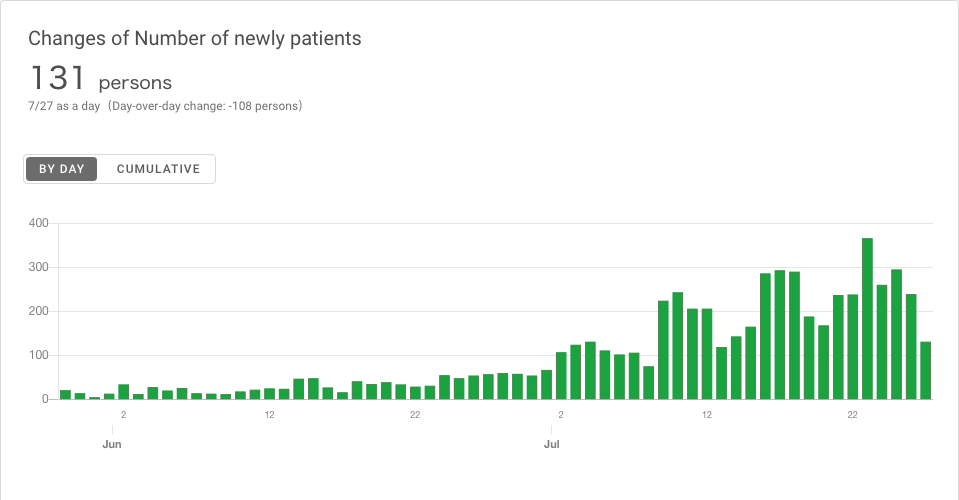 Changes of Number of newly patients
131 persons
7/27 as a day（Day-over-day change: -108 persons）
BY DAY CUMULATIVE
400
300
200
100
0
2 12 22 2 12 22
Jun Jul